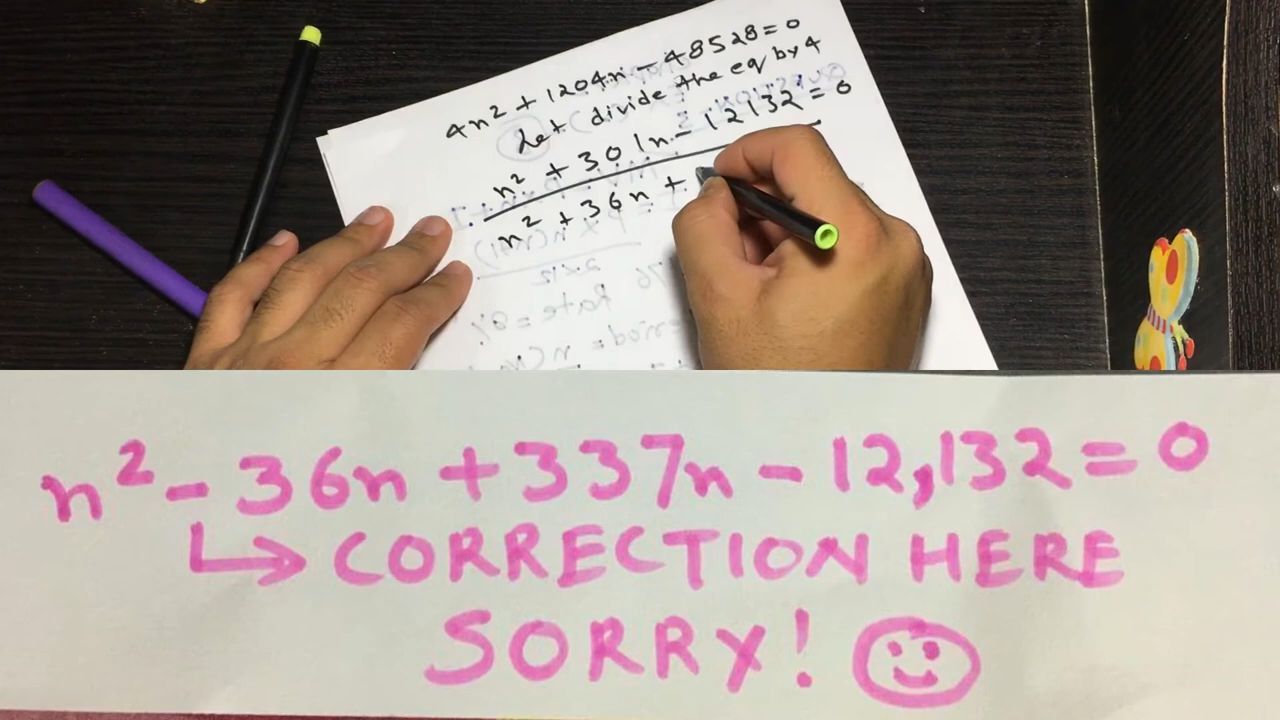 4n² + 1204n - 48528 = 0
Let divide the eq by 4
n² + 301n - 12132 = 0
n² + 36n +
n² - 36n + 337n - 12,132 = 0
↳ CORRECTION HERE
SORRY! ☺